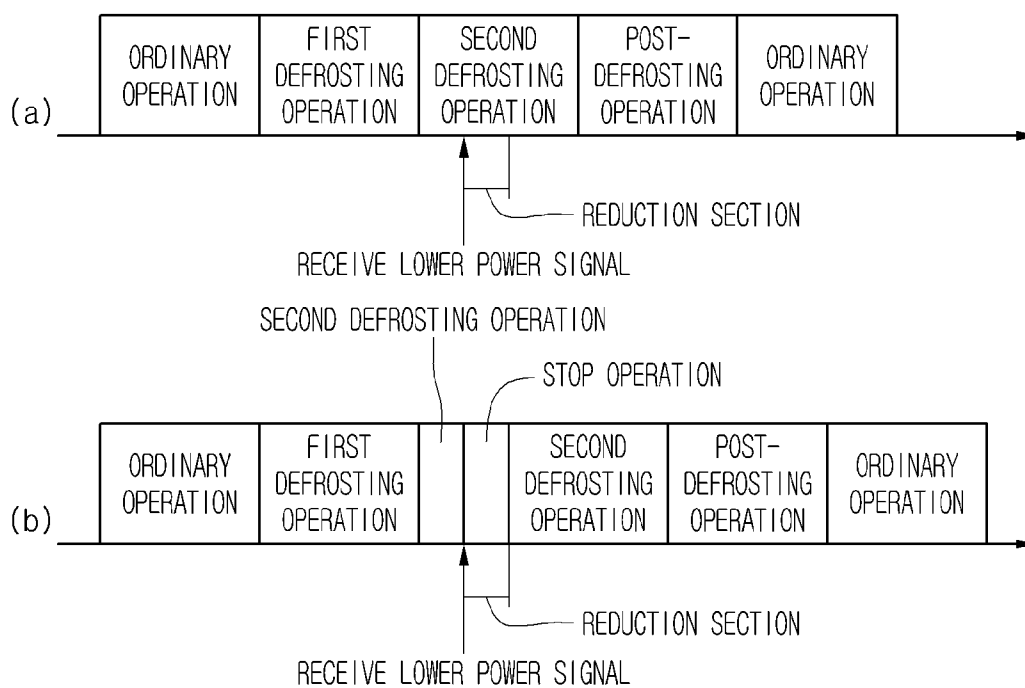 (a)
ORDINARY
OPERATION
FIRST
DEFROSTING
OPERATION
SECOND
DEFROSTING
OPERATION
POST-
DEFROSTING
OPERATION
ORDINARY
OPERATION
REDUCTION SECTION
RECEIVE LOWER POWER SIGNAL
SECOND DEFROSTING OPERATION
STOP OPERATION
(b)
ORDINARY
OPERATION
FIRST
DEFROSTING
OPERATION
SECOND
DEFROSTING
OPERATION
POST-
DEFROSTING
OPERATION
ORDINARY
OPERATION
REDUCTION SECTION
RECEIVE LOWER POWER SIGNAL